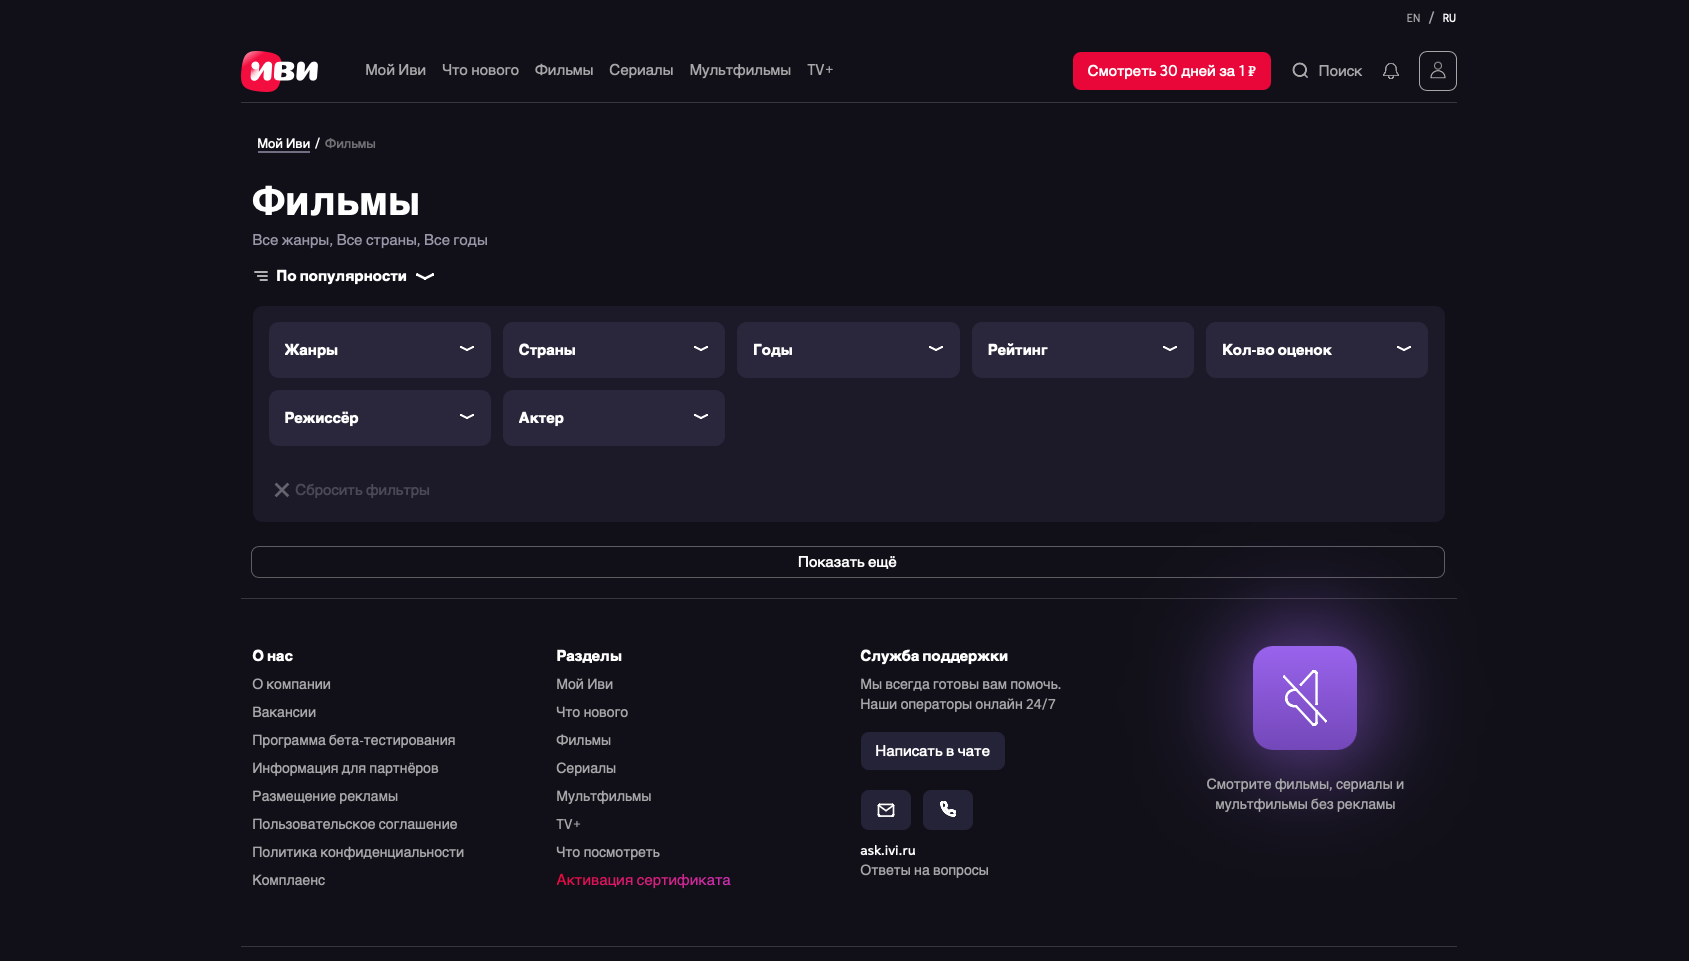 EN / RU
иви
Мой Иви Что нового Фильмы Сериалы Мультфильмы TV+
Смотреть 30 дней за 1 ₽
Поиск
Мой Иви / Фильмы
Фильмы
Все жанры, Все страны, Все годы
По популярности
Жанры
Страны
Годы
Рейтинг
Кол-во оценок
Режиссёр
Актер
Сбросить фильтры
Показать ещё
О нас
О компании
Вакансии
Программа бета-тестирования
Информация для партнёров
Размещение рекламы
Пользовательское соглашение
Политика конфиденциальности
Комплаенс
Разделы
Мой Иви
Что нового
Фильмы
Сериалы
Мультфильмы
TV+
Что посмотреть
Активация сертификата
Служба поддержки
Мы всегда готовы вам помочь.
Наши операторы онлайн 24/7
Написать в чате
ask.ivi.ru
Ответы на вопросы
Смотрите фильмы, сериалы и
мультфильмы без рекламы